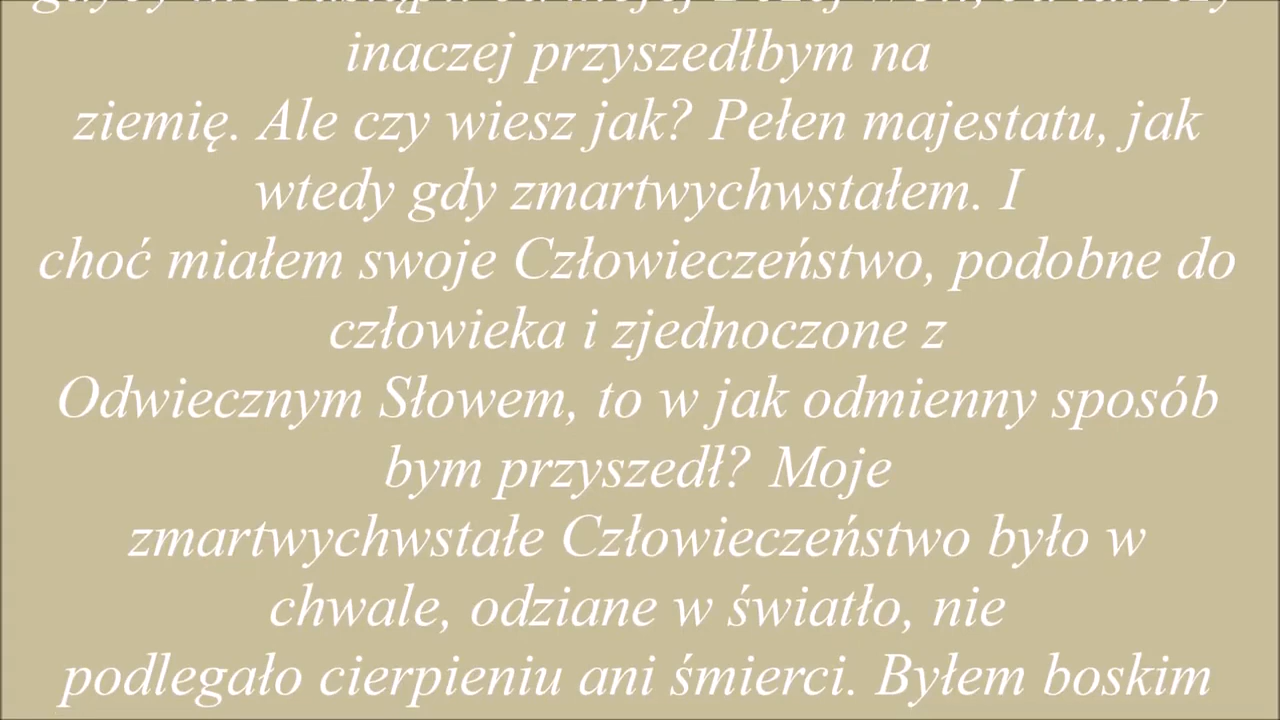 inaczej przyszedłbym na
ziemię. Ale czy wiesz jak? Pełen majestatu, jak
wtedy gdy zmartwychwstałem. I
choć miałem swoje Człowieczeństwo, podobne do
człowieka i zjednoczone z
Odwiecznym Słowem, to w jak odmienny sposób
bym przyszedł? Moje
zmartwychwstałe Człowieczeństwo było w
chwale, odziane w światło, nie
podlegało cierpieniu ani śmierci. Byłem boskim